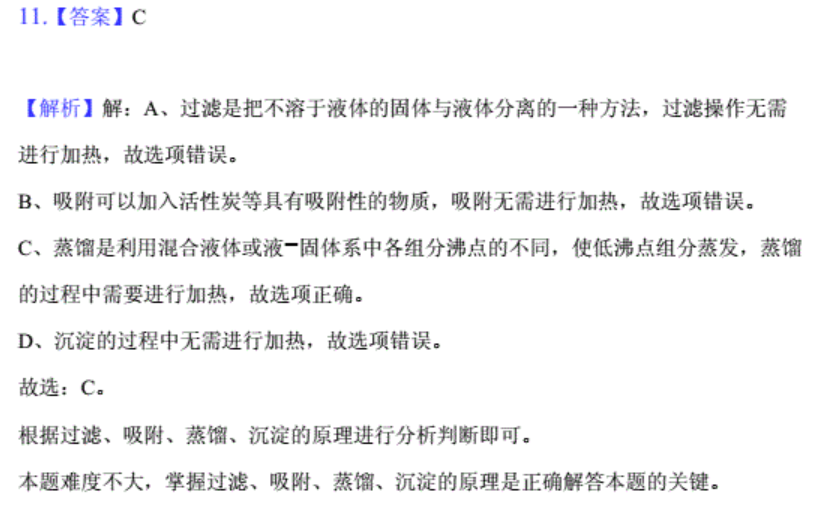 11.【答案】C
【解析】解：A、过滤是把不溶于液体的固体与液体分离的一种方法，过滤操作无需
进行加热，故选项错误。
B、吸附可以加入活性炭等具有吸附性的物质，吸附无需进行加热，故选项错误。
C、蒸馏是利用混合液体或液-固体系中各组分沸点的不同，使低沸点组分蒸发，蒸馏
的过程中需要进行加热，故选项正确。
D、沉淀的过程中无需进行加热，故选项错误。
故选：C。
根据过滤、吸附、蒸馏、沉淀的原理进行分析判断即可。
本题难度不大，掌握过滤、吸附、蒸馏、沉淀的原理是正确解答本题的关键。